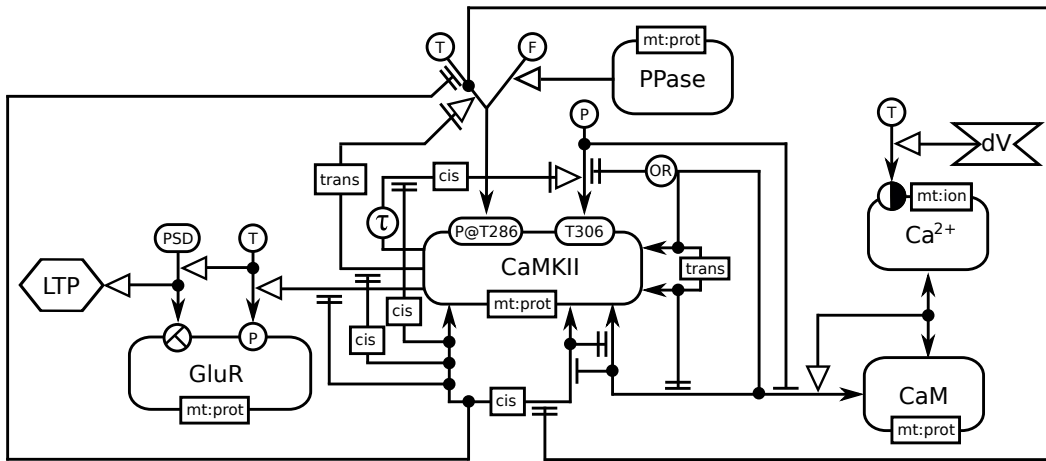 T
F
mt:prot
PPase
P
T
dV
trans
cis
OR
mt:ion
Ca2+
τ
P@T286
T306
CaMKII
mt:prot
trans
PSD
T
LTP
P
GluR
mt:prot
cis
cis
cis
CaM
mt:prot